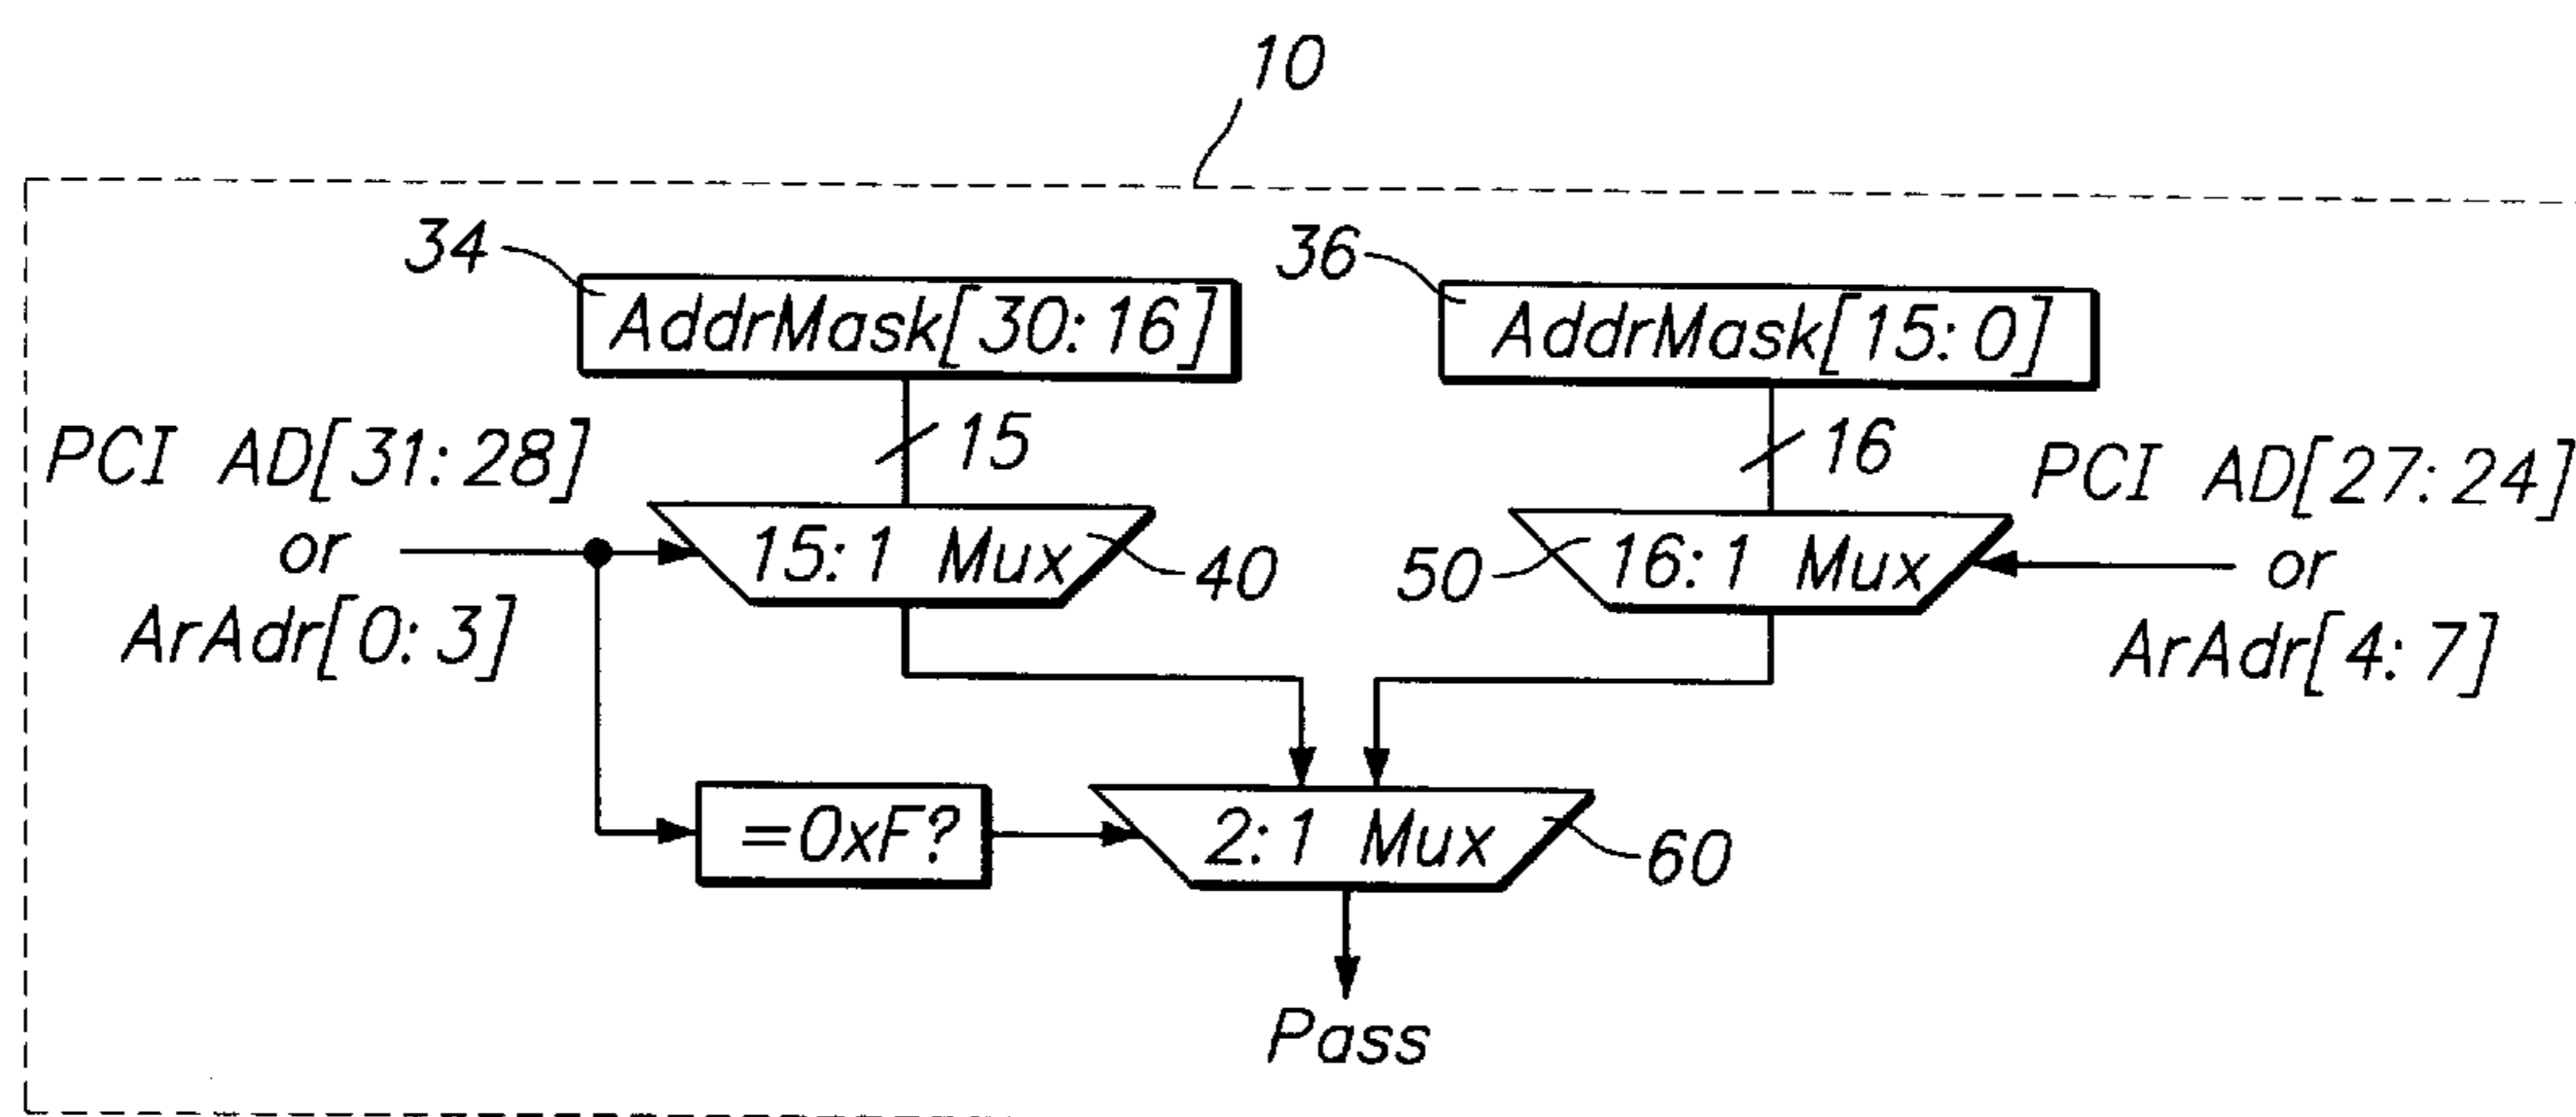 10
34
AddrMask[30:16]
36
AddrMask[15:0]
15
16
PCI AD[31:28]
or
ArAdr[0:3]
15:1 Mux
40
50
16:1 Mux
PCI AD[27:24]
or
ArAdr[4:7]
=0xF?
2:1 Mux
60
Pass